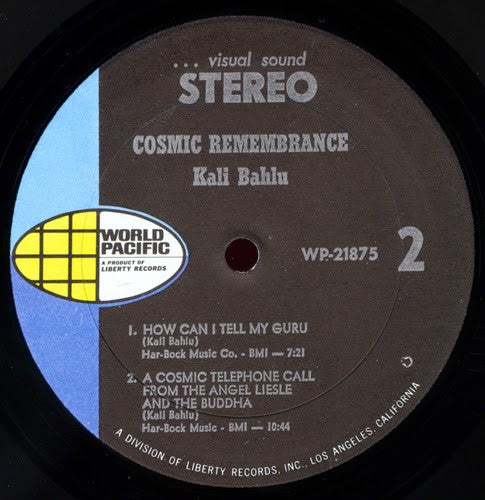 ... visual sound
STEREO
COSMIC REMEMBRANCE
Kali Bahlu
WORLD
PACIFIC
A PRODUCT OF
LIBERTY RECORDS
WP-21875 2
1. HOW CAN I TELL MY GURU
(Kali Bahlu)
Har-Bock Music Co. - BMI — 7:21
2. A COSMIC TELEPHONE CALL
FROM THE ANGEL LIESLE
AND THE BUDDHA
(Kali Bahlu)
Har-Bock Music - BMI — 10:44
A DIVISION OF LIBERTY RECORDS, INC., LOS ANGELES, CALIFORNIA